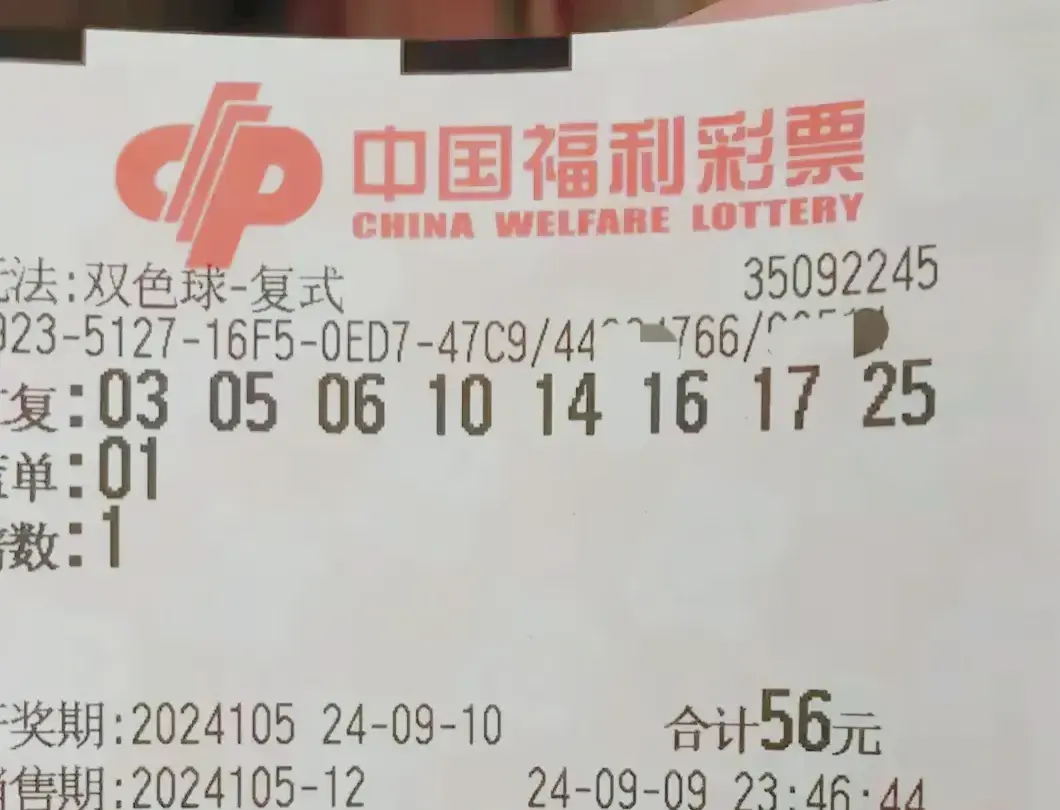 中国福利彩票
CHINA WELFARE LOTTERY
法:双色球-复式 35092245
923-5127-16F5-0ED7-47C9/44 766/
复:03 05 06 10 14 16 17 25
单:01
数:1
奖期:2024105 24-09-10 合计56元
售期:2024105-12 24-09-09 23:46:44